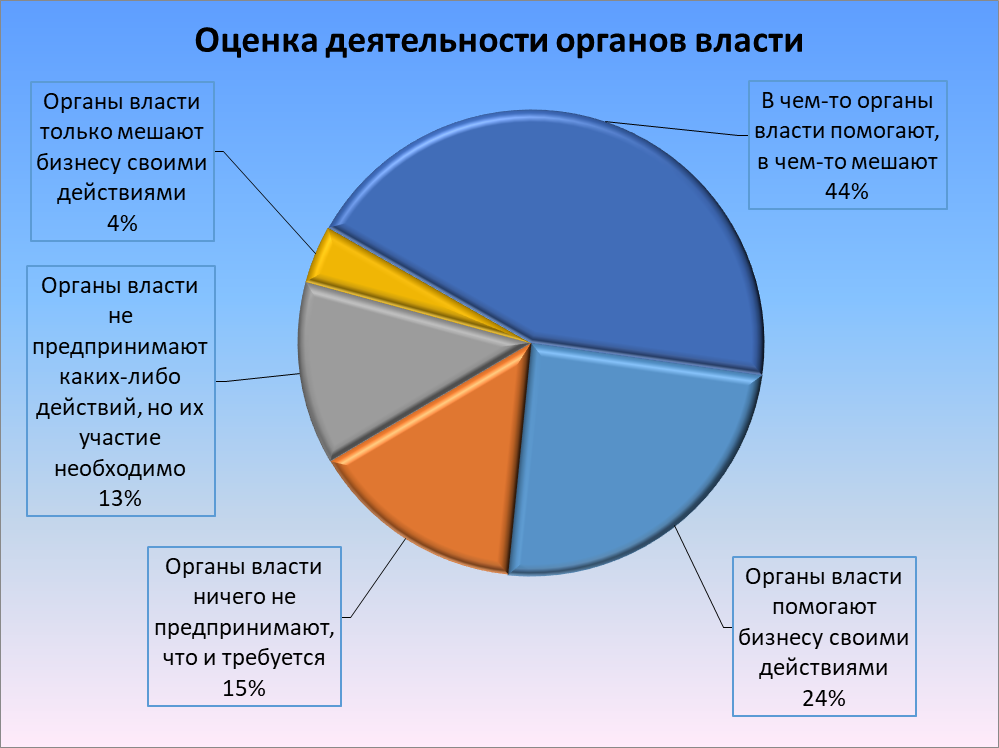 Оценка деятельности органов власти
Органы власти
только мешают
бизнесу своими
действиями
4%
В чем-то органы
власти помогают,
в чем-то мешают
44%
Органы власти
не
предпринимают
каких-либо
действий, но их
участие
необходимо
13%
Органы власти
ничего не
предпринимают,
что и требуется
15%
Органы власти
помогают
бизнесу своими
действиями
24%